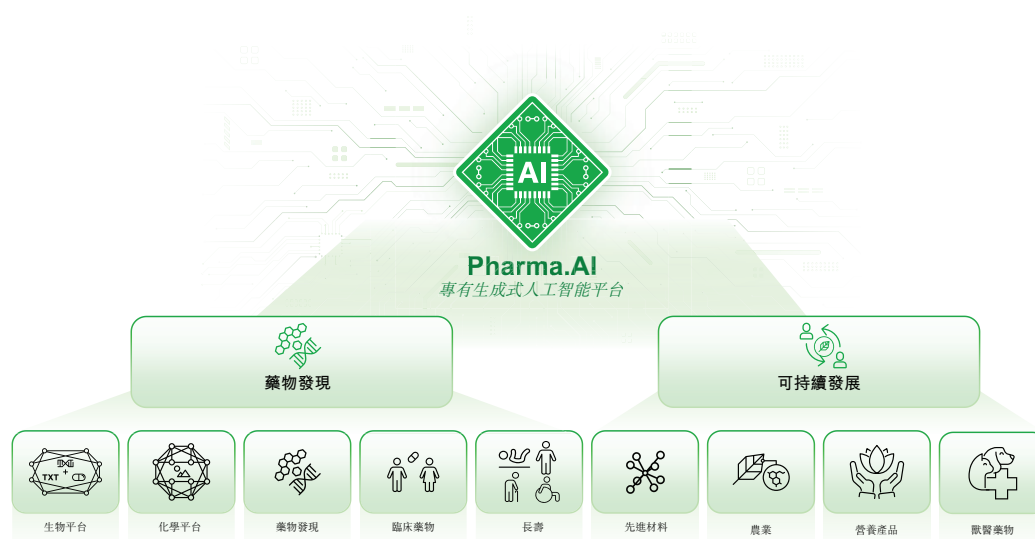 AI
Pharma.AI
專有生成式人工智能平台
藥物發現
可持續發展
TXT +
生物平台
化學平台
藥物發現
臨床藥物
長壽
先進材料
農業
營養產品
獸醫藥物